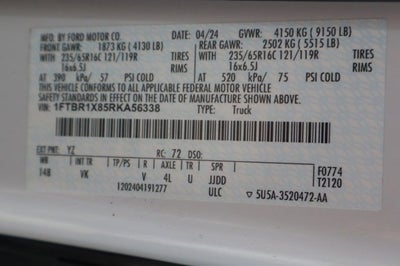 MFD. BY FORD MOTOR CO. 04/24 GVWR: 4150 KG ( 9150 LB)
FRONT GAWR: 1873 KG ( 4130 LB) REAR GAWR: 2502 KG ( 5515 LB)
WITH
235/65R16C 121/119R TIRES WITH 235/65R16C 121/119R TIRES
16x6.5J RIMS 16x6.5J RIMS
AT 390 kPa/ 57 PSI COLD AT 520 kPa/ 75 PSI COLD
THIS VEHICLE CONFORMS TO ALL APPLICABLE FEDERAL MOTOR VEHICLE
SAFETY STANDARDS IN EFFECT ON THE DATE OF MANUFACTURE SHOWN ABOVE.
VIN: 1FTBR1X85RKA56338 TYPE: Truck
EXT PNT: YZ RC: 72 DSO:
WB INT TR TP/PS R AXLE TR SPR F0774
148 VK V 4L U JJDD T2120
1202404191277 ULC
5U5A-3520472-AA